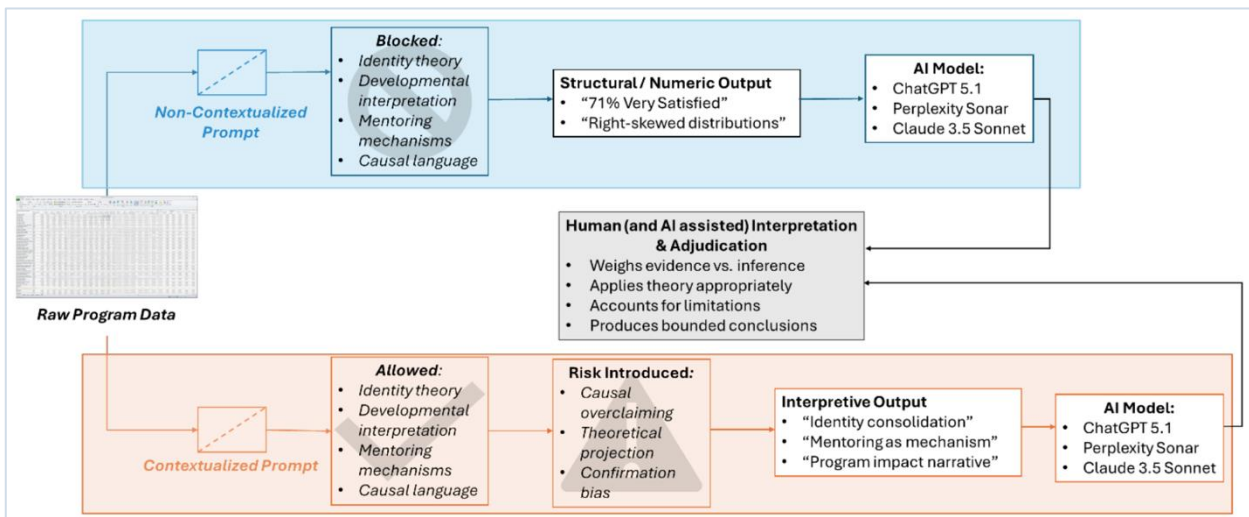 Non-Contextualized
Prompt
Blocked:
• Identity theory
• Developmental
interpretation
• Mentoring
mechanisms
• Causal language
Structural / Numeric Output
• “71% Very Satisfied”
• “Right-skewed distributions”
AI Model:
• ChatGPT 5.1
• Perplexity Sonar
• Claude 3.5 Sonnet
Raw Program Data
Human (and AI assisted) Interpretation
& Adjudication
• Weighs evidence vs. inference
• Applies theory appropriately
• Accounts for limitations
• Produces bounded conclusions
Contextualized Prompt
Allowed:
• Identity theory
• Developmental
interpretation
• Mentoring
mechanisms
• Causal language
Risk Introduced:
• Causal
overclaiming
• Theoretical
projection
• Confirmation
bias
Interpretive Output
• “Identity consolidation”
• “Mentoring as mechanism”
• “Program impact narrative”
AI Model:
• ChatGPT 5.1
• Perplexity Sonar
• Claude 3.5 Sonnet